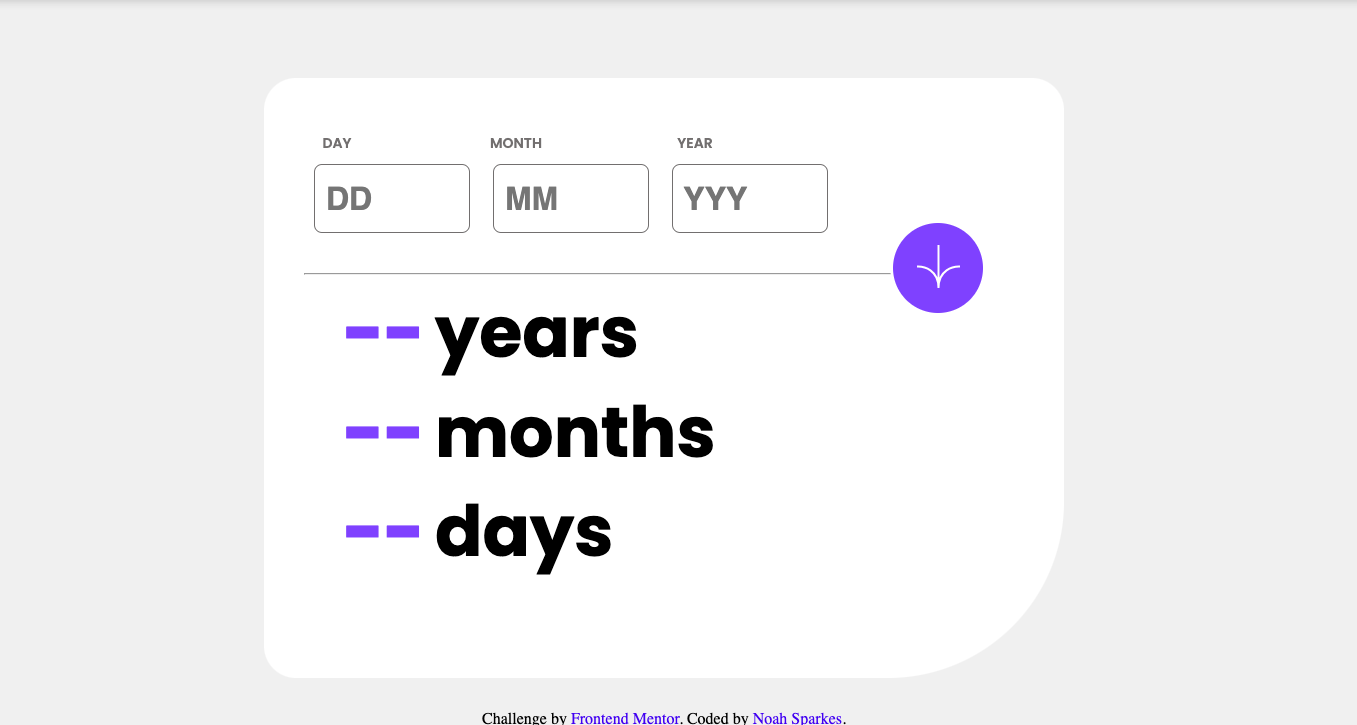 DAY MONTH YEAR
DD MM YYY
-- years
-- months
-- days
Challenge by Frontend Mentor. Coded by Noah Sparkes.